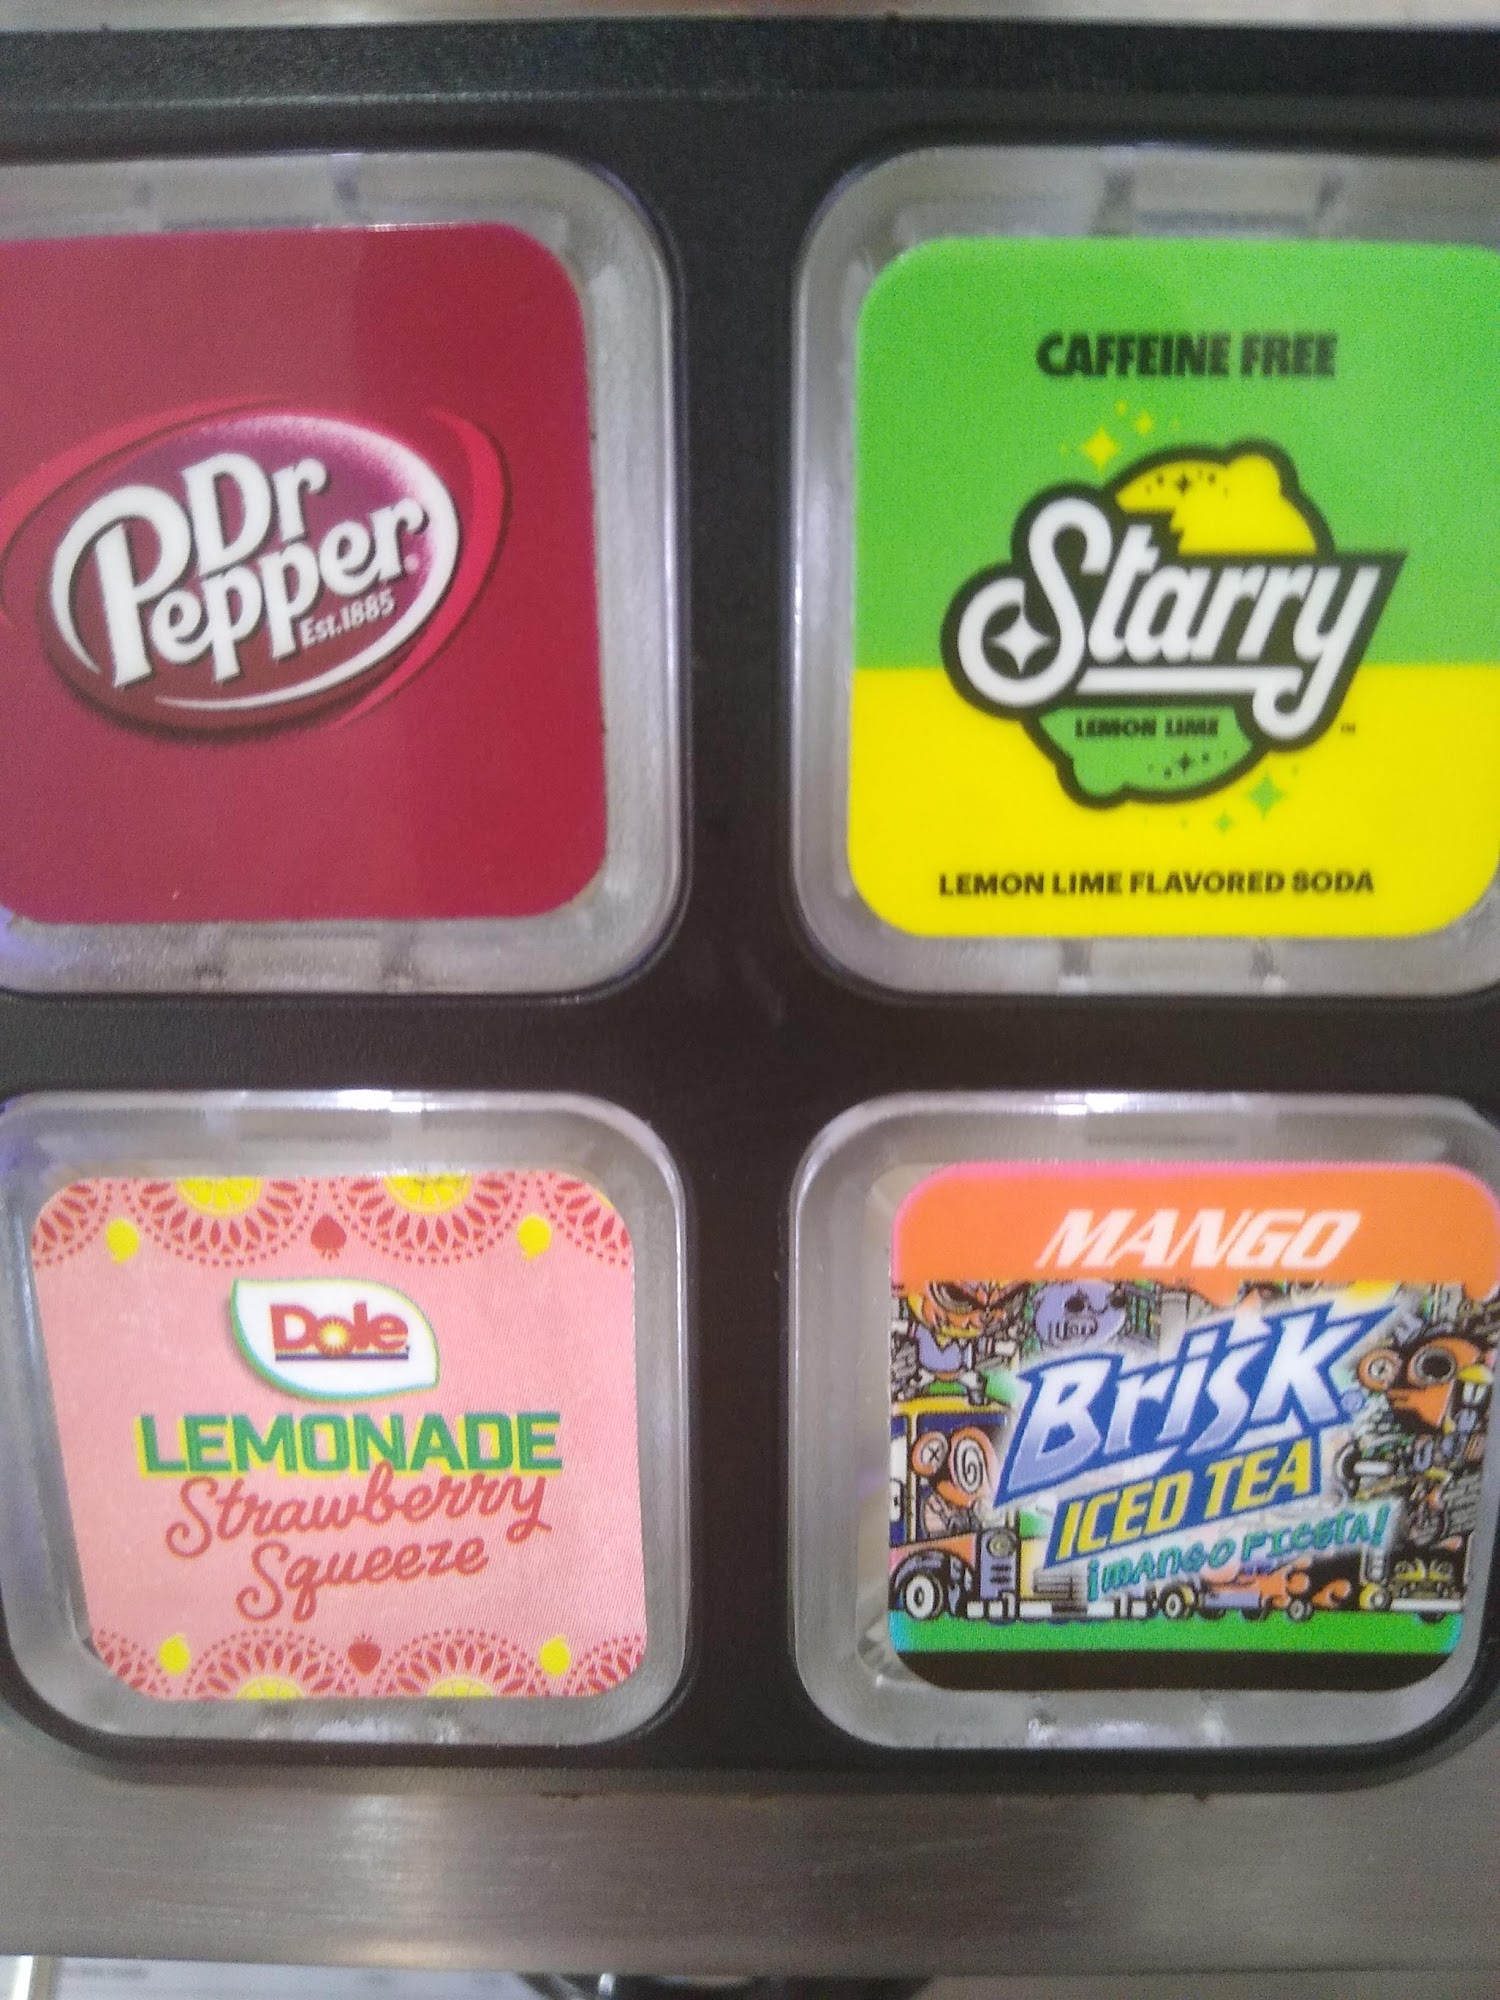 Dr
Pepper
Est.1885
CAFFEINE FREE
Starry
LEMON LIME
LEMON LIME FLAVORED SODA
Dole
LEMONADE
Strawberry
Squeeze
MANGO
Brisk
ICED TEA
¡MANGO FIESTA!